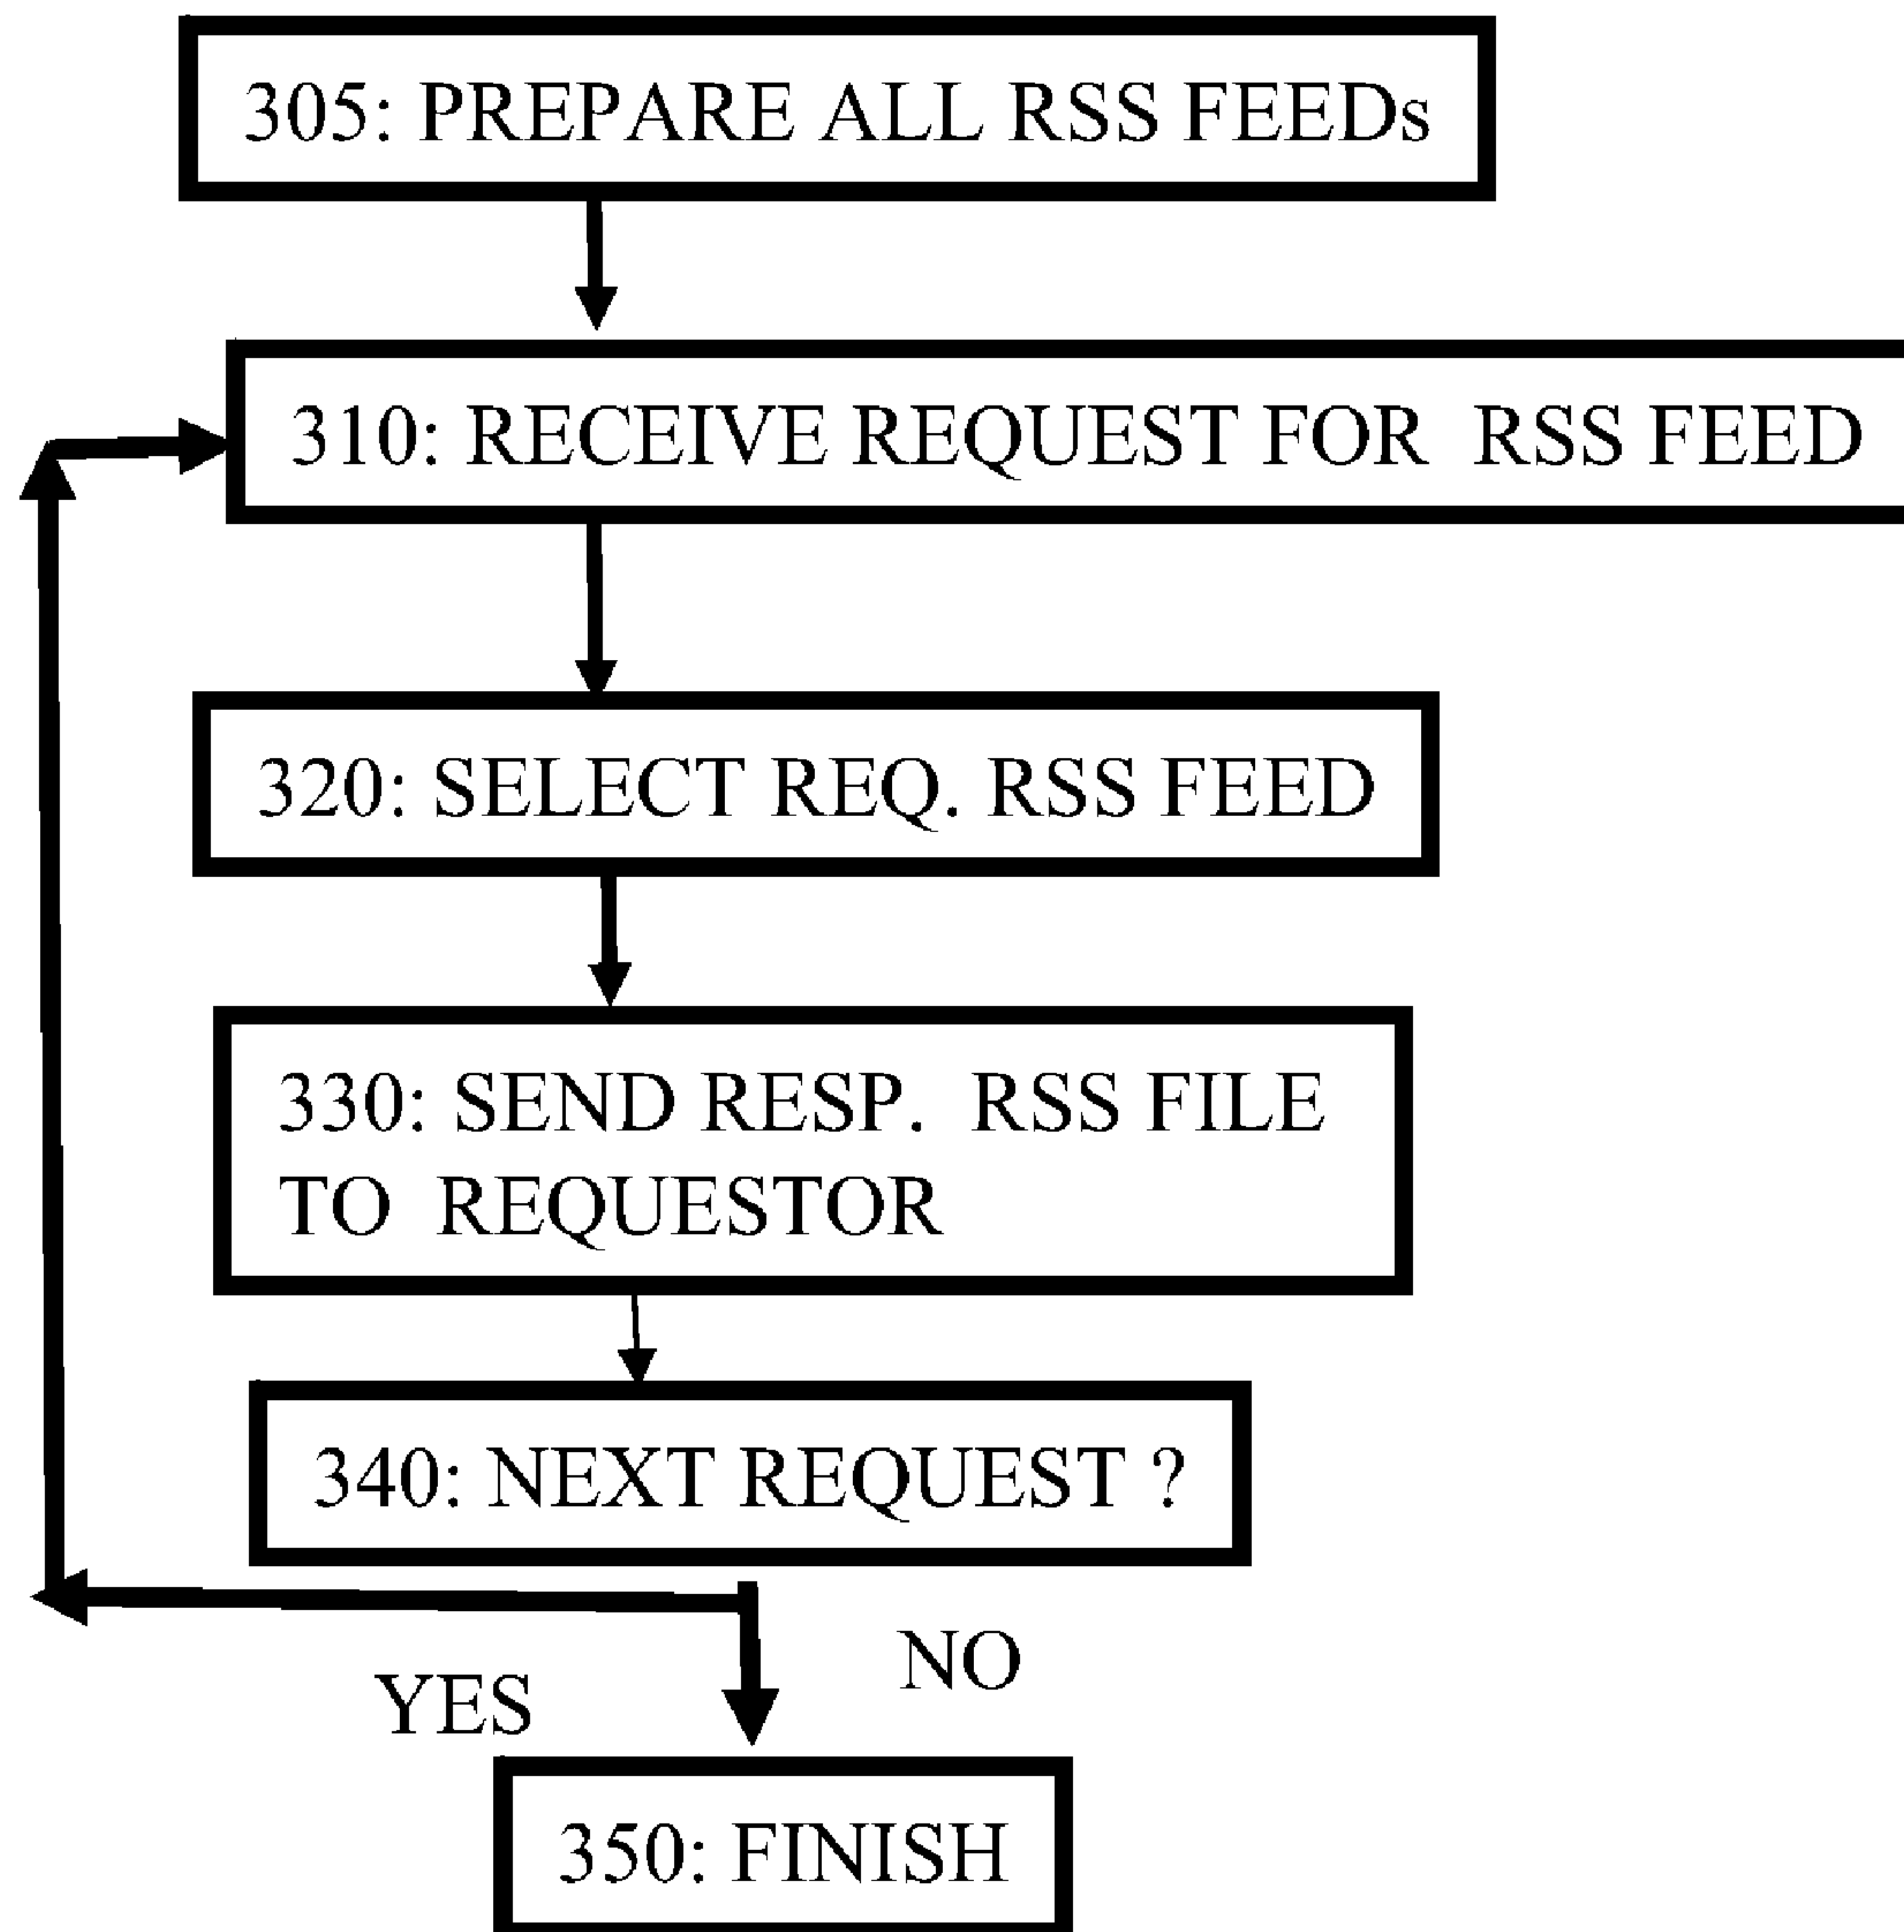 305: PREPARE ALL RSS FEEDs
310: RECEIVE REQUEST FOR RSS FEED
320: SELECT REQ. RSS FEED
330: SEND RESP. RSS FILE
TO REQUESTOR
340: NEXT REQUEST ?
NO
YES
350: FINISH